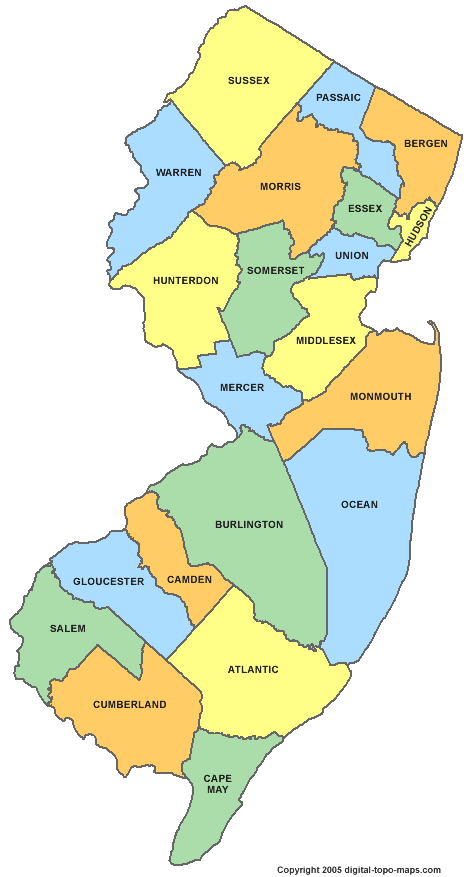 SUSSEX
PASSAIC
BERGEN
WARREN
MORRIS
ESSEX
HUDSON
UNION
SOMERSET
HUNTERDON
MIDDLESEX
MERCER
MONMOUTH
OCEAN
BURLINGTON
CAMDEN
GLOUCESTER
SALEM
ATLANTIC
CUMBERLAND
CAPE
MAY
Copyright 2005 digital-topo-maps.com